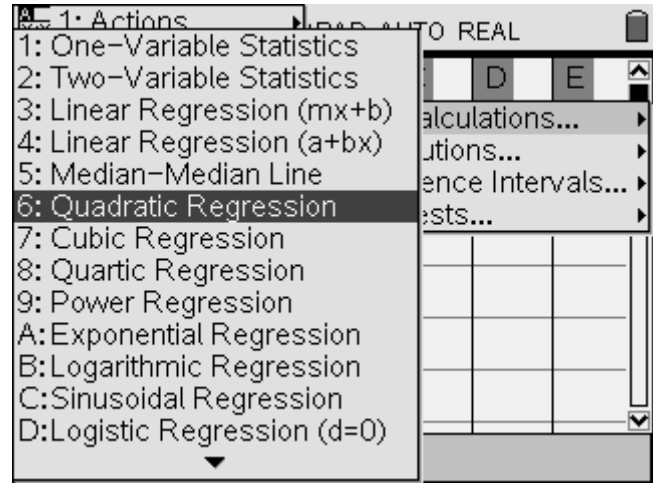 1: Actions
RAD AUTO REAL
1: One-Variable Statistics
2: Two-Variable Statistics
D E
3: Linear Regression (mx+b)
4: Linear Regression (a+bx)
5: Median-Median Line
6: Quadratic Regression
7: Cubic Regression
8: Quartic Regression
9: Power Regression
A:Exponential Regression
B:Logarithmic Regression
C:Sinusoidal Regression
D:Logistic Regression (d=0)
alculations...
utions...
ence Intervals...
ests...